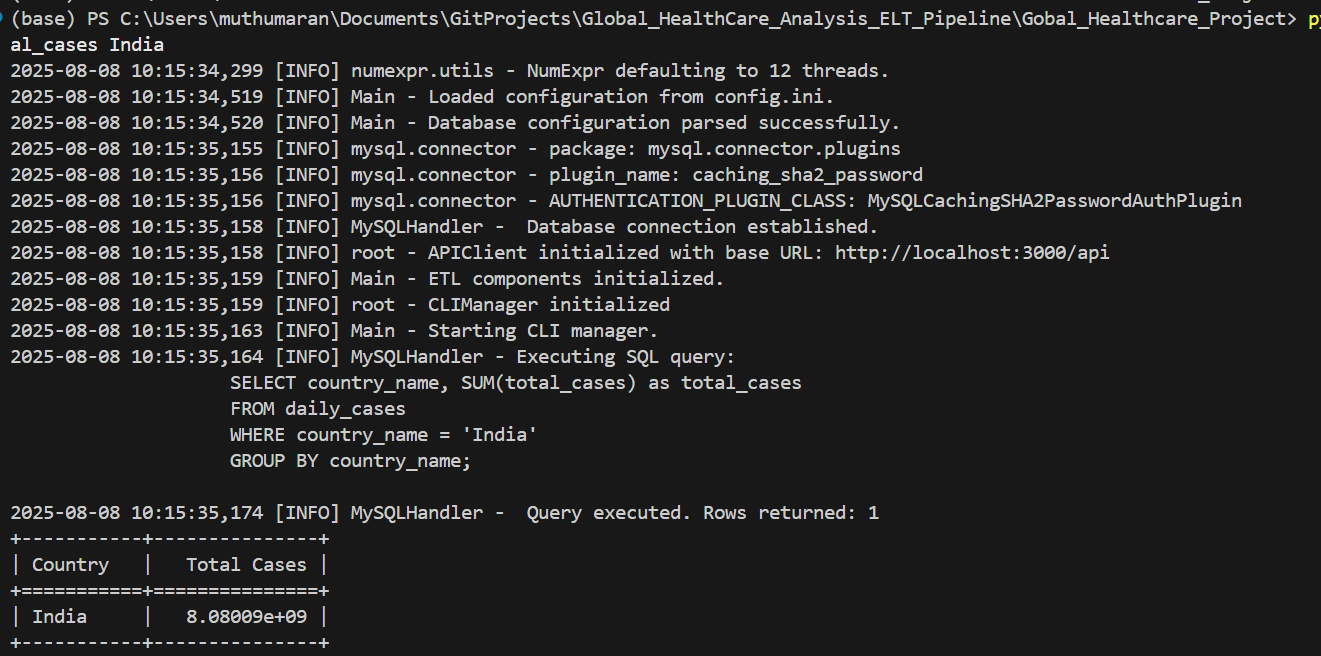 (base) PS C:\Users\muthumaran\Documents\GitProjects\Global_HealthCare_Analysis_ELT_Pipeline\Gobal_Healthcare_Project>
al_cases India
2025-08-08 10:15:34,299 [INFO] numexpr.utils - NumExpr defaulting to 12 threads.
2025-08-08 10:15:34,519 [INFO] Main - Loaded configuration from config.ini.
2025-08-08 10:15:34,520 [INFO] Main - Database configuration parsed successfully.
2025-08-08 10:15:35,155 [INFO] mysql.connector - package: mysql.connector.plugins
2025-08-08 10:15:35,156 [INFO] mysql.connector - plugin_name: caching_sha2_password
2025-08-08 10:15:35,156 [INFO] mysql.connector - AUTHENTICATION_PLUGIN_CLASS: MySQLCachingSHA2PasswordAuthPlugin
2025-08-08 10:15:35,158 [INFO] MySQLHandler -  Database connection established.
2025-08-08 10:15:35,158 [INFO] root - APIClient initialized with base URL: http://localhost:3000/api
2025-08-08 10:15:35,159 [INFO] Main - ETL components initialized.
2025-08-08 10:15:35,159 [INFO] root - CLIManager initialized
2025-08-08 10:15:35,163 [INFO] Main - Starting CLI manager.
2025-08-08 10:15:35,164 [INFO] MySQLHandler - Executing SQL query:
                    SELECT country_name, SUM(total_cases) as total_cases
                    FROM daily_cases
                    WHERE country_name = 'India'
                    GROUP BY country_name;
2025-08-08 10:15:35,174 [INFO] MySQLHandler -  Query executed. Rows returned: 1
+-----------+---------------+
| Country   |   Total Cases |
+===========+===============+
| India     |   8.08009e+09 |
+-----------+---------------+